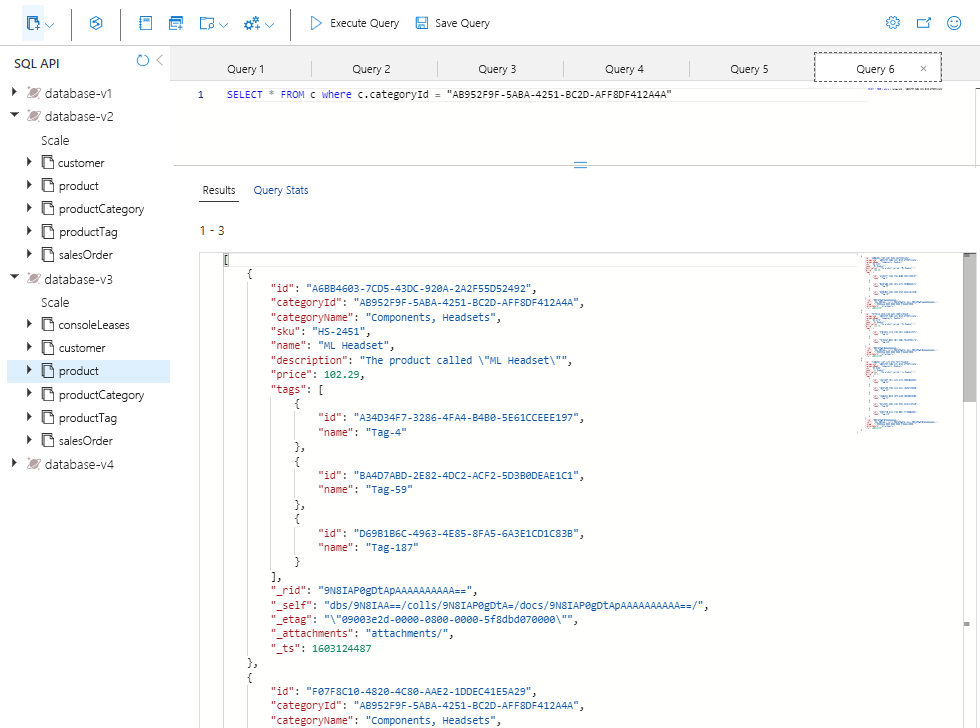 Execute Query
Save Query
SQL API
database-v1
database-v2
Scale
customer
product
productCategory
productTag
salesOrder
database-v3
Scale
consoleLeases
customer
product
productCategory
productTag
salesOrder
database-v4
Query 1
Query 2
Query 3
Query 4
Query 5
Query 6 ×
1 SELECT * FROM c where c.categoryId = "AB952F9F-5ABA-4251-BC2D-AFF8DF412A4A"
Results
Query Stats
1 - 3
[
{
"id": "A6BB4603-7CD5-43DC-920A-2A2F55D52492",
"categoryId": "AB952F9F-5ABA-4251-BC2D-AFF8DF412A4A",
"categoryName": "Components, Headsets",
"sku": "HS-2451",
"name": "ML Headset",
"description": "The product called \"ML Headset\"",
"price": 102.29,
"tags": [
{
"id": "A34D34F7-3286-4FA4-B4B0-5E61CCEEE197",
"name": "Tag-4"
},
{
"id": "BA4D7ABD-2E82-4DC2-ACF2-5D3B0DEAE1C1",
"name": "Tag-59"
},
{
"id": "D69B1B6C-4963-4E85-8FA5-6A3E1CD1C83B",
"name": "Tag-187"
}
],
"_rid": "9N8IAP0gDtApAAAAAAAAAA==",
"_self": "dbs/9N8IAA==/colls/9N8IAP0gDtA=/docs/9N8IAP0gDtApAAAAAAAAAA==/",
"_etag": "\"09003e2d-0000-0800-0000-5f8dbd070000\"",
"_attachments": "attachments/",
"_ts": 1603124487
},
{
"id": "F07F8C10-4820-4C80-AAE2-1DDEC41E5A29",
"categoryId": "AB952F9F-5ABA-4251-BC2D-AFF8DF412A4A",
"categoryName": "Components, Headsets",